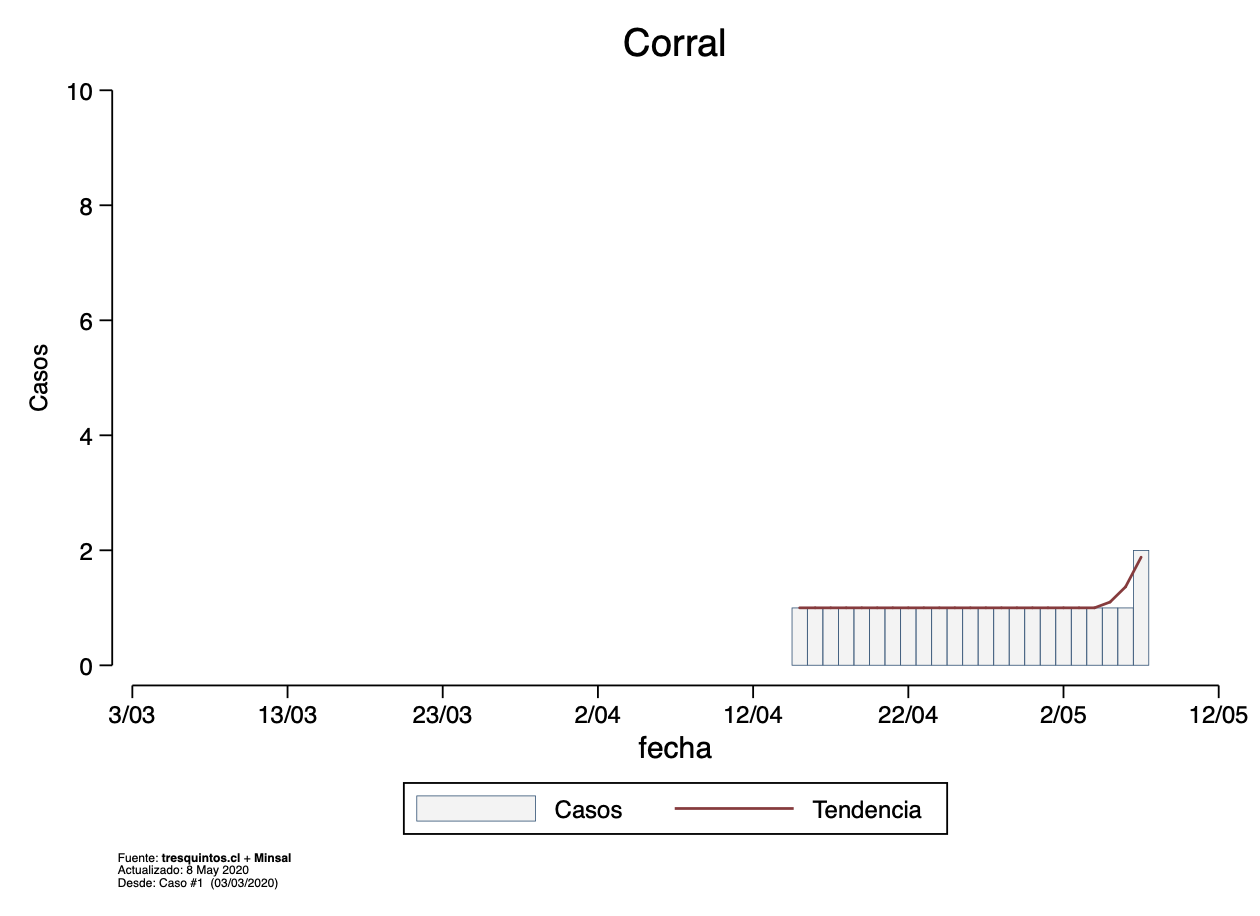 Corral
10
8
6
4
2
0
Casos
3/03 13/03 23/03 2/04 12/04 22/04 2/05 12/05
fecha
Casos Tendencia
Fuente: tresquintos.cl + Minsal
Actualizado: 8 May 2020
Desde: Caso #1 (03/03/2020)